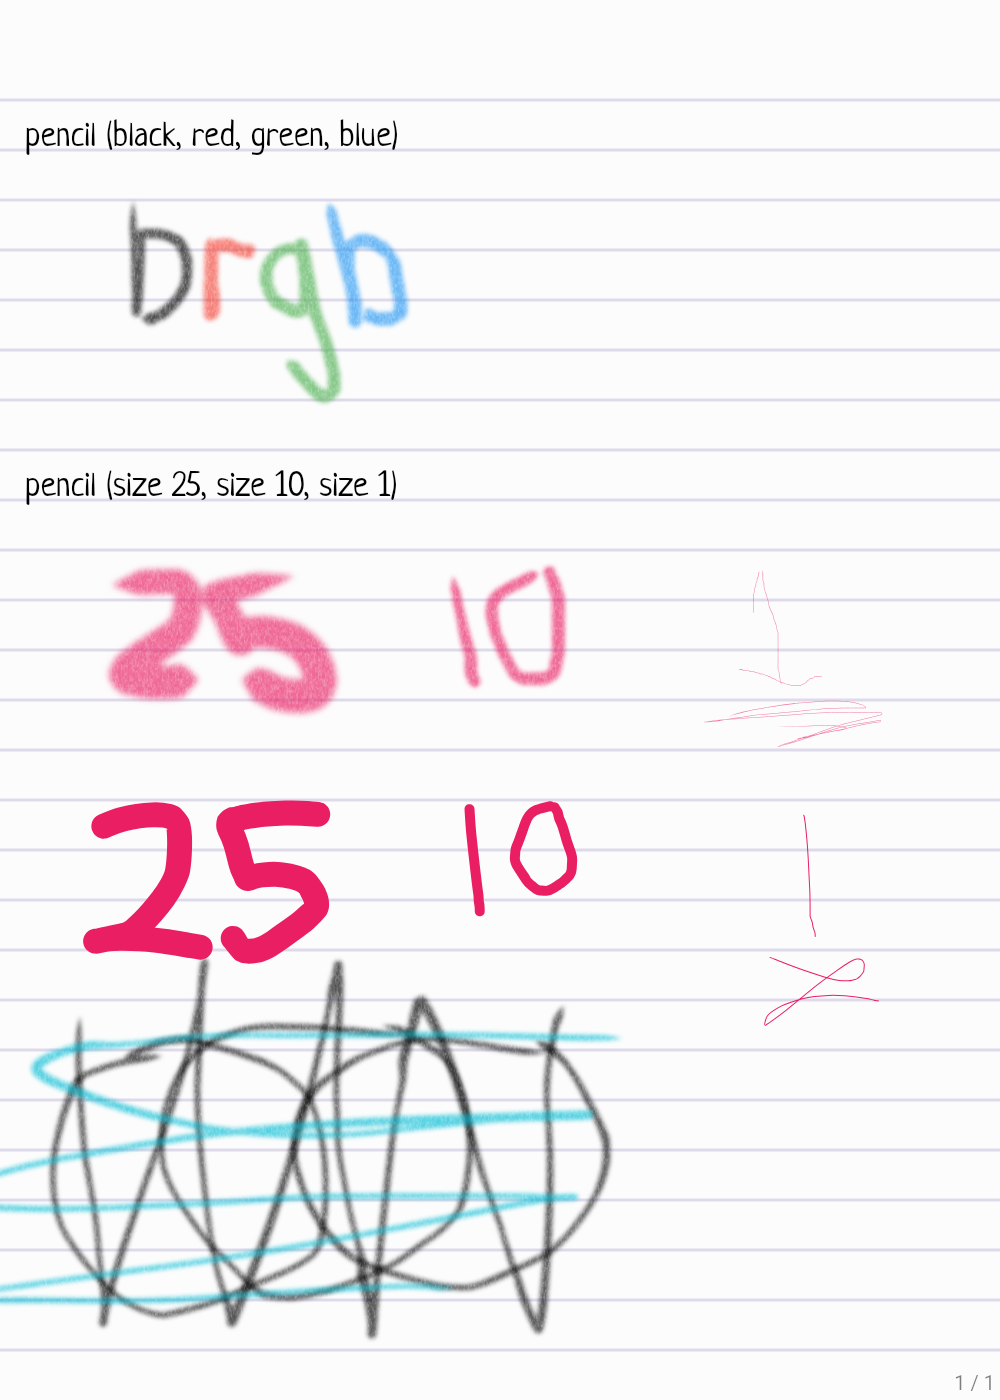 pencil (black, red, green, blue)
brgb
pencil (size 25, size 10, size 1)
25 10 1
25 10 1
1 / 1